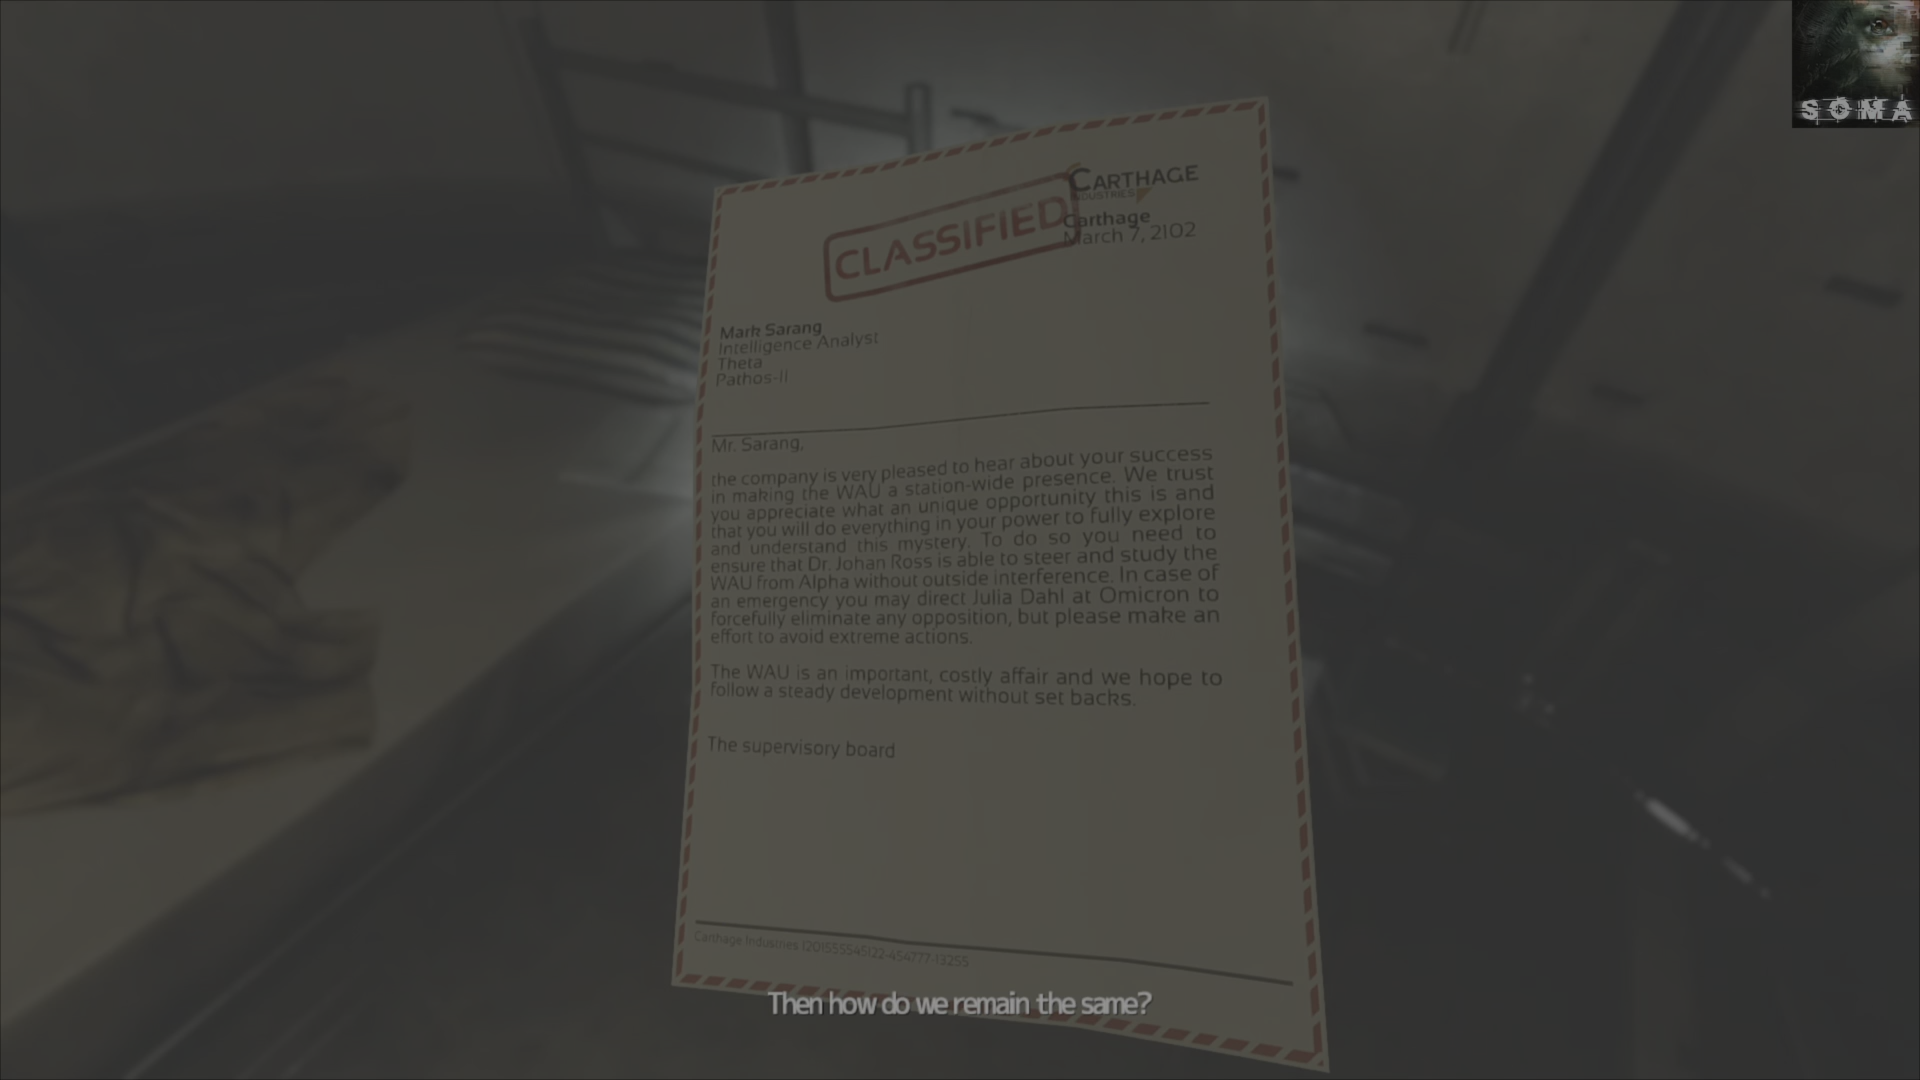 SOMA
CARTHAGE
INDUSTRIES
CLASSIFIED
Carthage
March 7, 2102
Mark Sarang
Intelligence Analyst
Theta
Pathos-II
Mr. Sarang,
the company is very pleased to hear about your success
in making the WAU a station-wide presence. We trust
you appreciate what an unique opportunity this is and
that you will do everything in your power to fully explore
and understand this mystery. To do so you need to
ensure that Dr. Johan Ross is able to steer and study the
WAU from Alpha without outside interference. In case of
an emergency you may direct Julia Dahl at Omicron to
forcefully eliminate any opposition, but please make an
effort to avoid extreme actions.
The WAU is an important, costly affair and we hope to
follow a steady development without set backs.
The supervisory board
Carthage Industries
Then how do we remain the same?